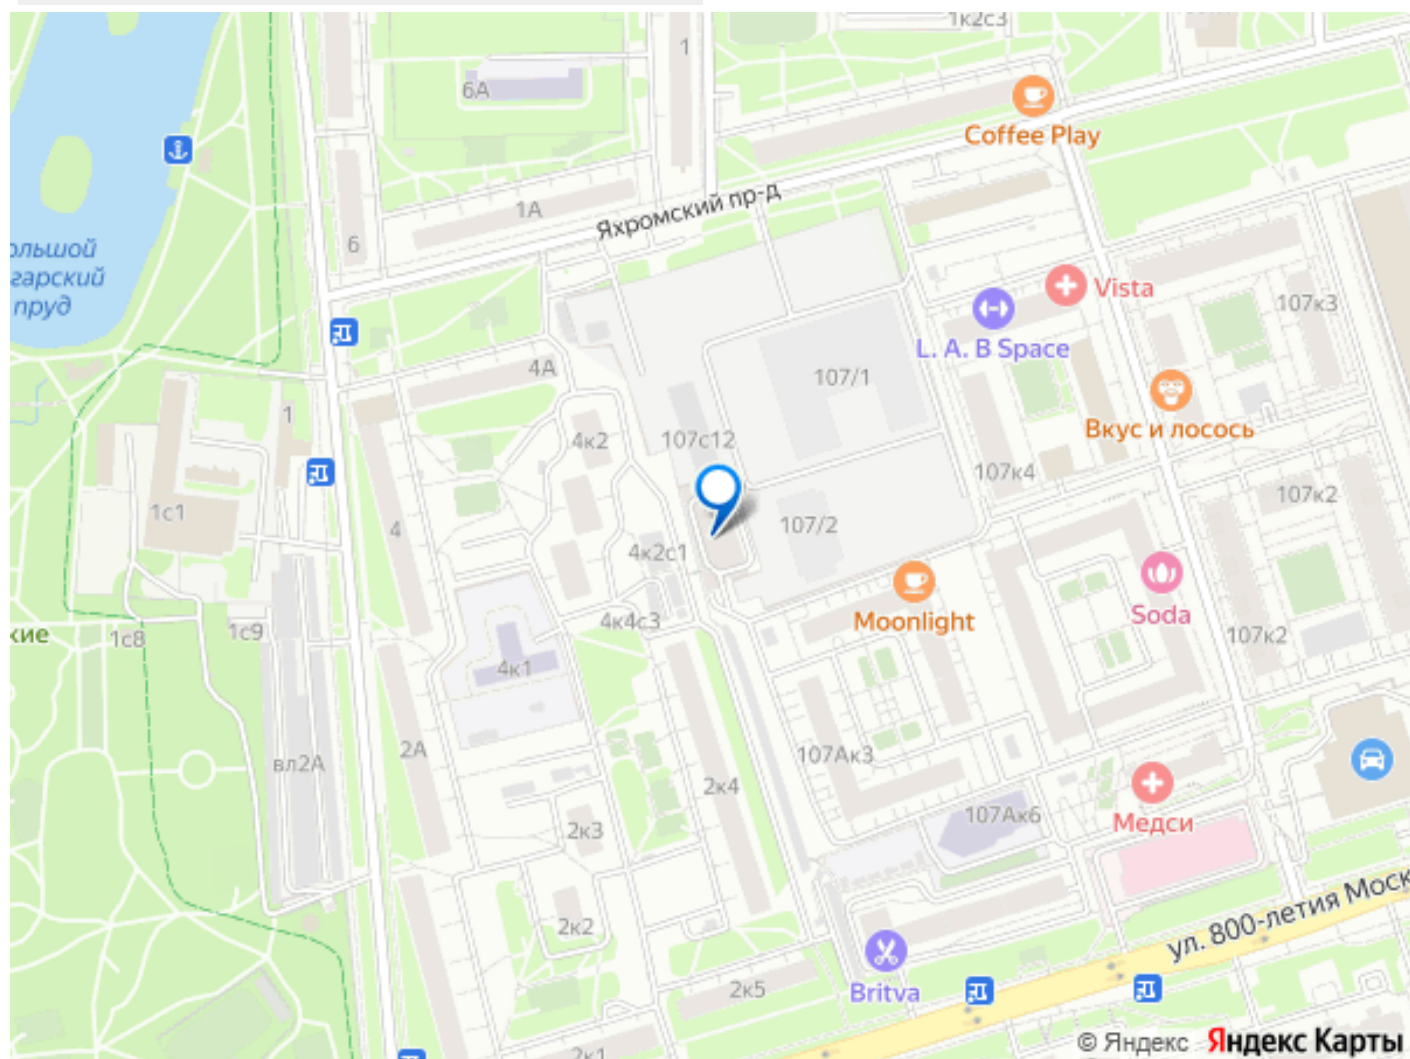 1к2с3
1
6А
Coffee Play
Яхромский пр-д
1А
6
ольшой
гарский
пруд
Vista
107к3
L. A. B Space
4А
107/1
1
Вкус и лосось
4к2
107с12
107к4
107к2
1с1
4
107/2
4к2с1
Moonlight
Soda
4к4с3
кие
1с8
1с9
107к2
4к1
2А
вл2А
107Ак3
2к4
107Ак6
Медси
2к3
2к2
ул. 800-летия Моск
Britva
2к5
2к1
© Яндекс Яндекс Карты